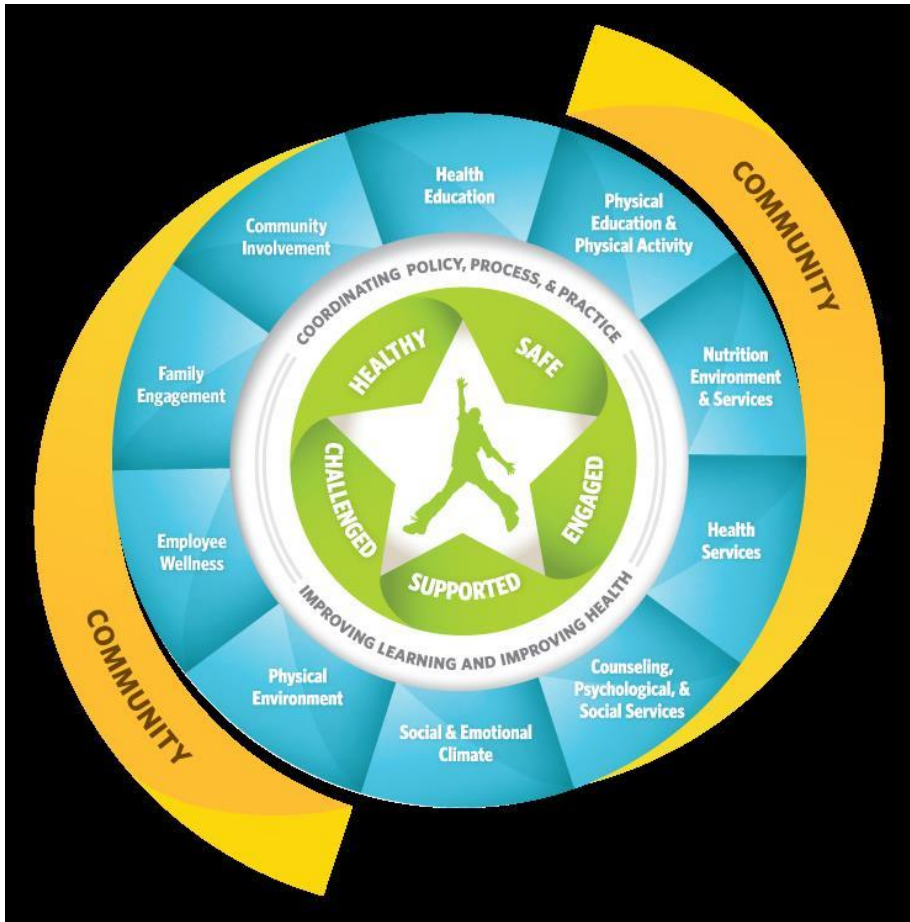 COMMUNITY
Health
Education
Physical
Education &
Physical Activity
Nutrition
Environment
& Services
Health
Services
Counseling,
Psychological, &
Social Services
Social & Emotional
Climate
Physical
Environment
Employee
Wellness
Family
Engagement
Community
Involvement
COORDINATING POLICY, PROCESS, & PRACTICE
IMPROVING LEARNING AND IMPROVING HEALTH
HEALTHY
SAFE
ENGAGED
SUPPORTED
CHALLENGED
COMMUNITY